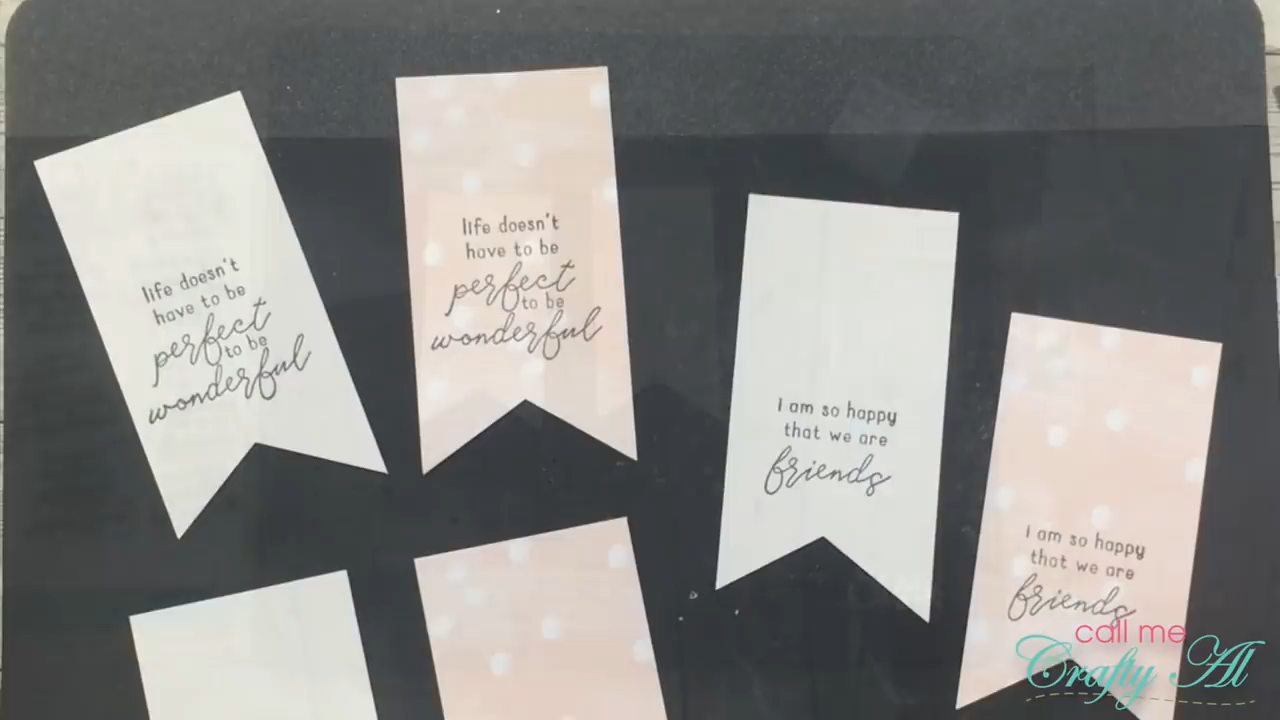 life doesn't
have to be
perfect
to be
wonderful
life doesn't
have to be
perfect
to be
wonderful
I am so happy
that we are
friends
I am so happy
that we are
friends
call me
Crafty Al